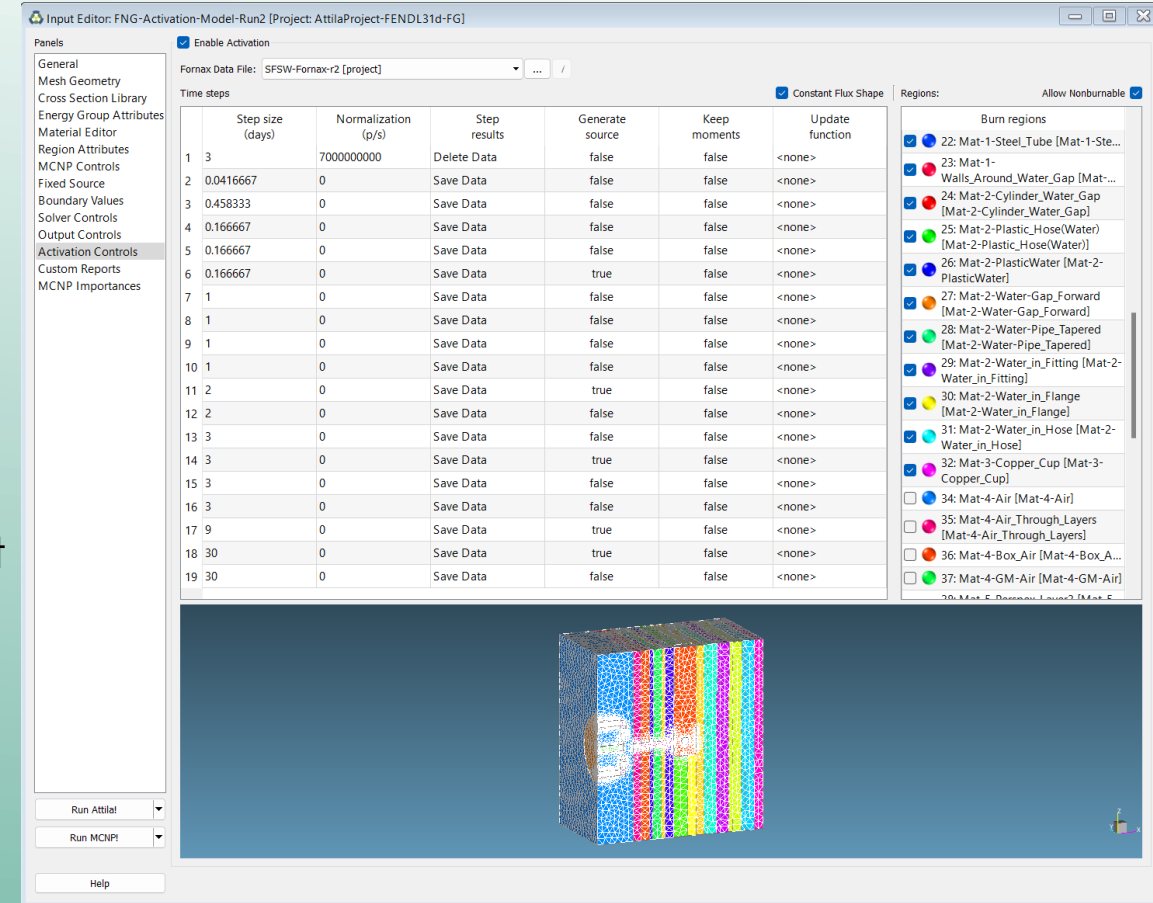 Input Editor: FNG-Activation-Model-Run2 [Project: AttilaProject-FENDL31d-FG]
Panels
General
Mesh Geometry
Cross Section Library
Energy Group Attributes
Material Editor
Region Attributes
MCNP Controls
Fixed Source
Boundary Values
Solver Controls
Output Controls
Activation Controls
Custom Reports
MCNP Importances
Run Attila!
Run MCNP!
Help
Enable Activation
Fornax Data File: SFSW-Fornax-r2 [project] ... /
Time steps
Constant Flux Shape
Step size (days) Normalization (p/s) Step results Generate source Keep moments Update function
1 3 7000000000 Delete Data false false <none>
2 0.0416667 0 Save Data false false <none>
3 0.458333 0 Save Data false false <none>
4 0.166667 0 Save Data false false <none>
5 0.166667 0 Save Data false false <none>
6 0.166667 0 Save Data true false <none>
7 1 0 Save Data false false <none>
8 1 0 Save Data false false <none>
9 1 0 Save Data false false <none>
10 1 0 Save Data false false <none>
11 2 0 Save Data true false <none>
12 2 0 Save Data false false <none>
13 3 0 Save Data false false <none>
14 3 0 Save Data true false <none>
15 3 0 Save Data false false <none>
16 3 0 Save Data false false <none>
17 9 0 Save Data true false <none>
18 30 0 Save Data true false <none>
19 30 0 Save Data false false <none>
Regions: Allow Nonburnable
Burn regions
22: Mat-1-Steel_Tube [Mat-1-Ste...
23: Mat-1-
Walls_Around_Water_Gap [Mat-...
24: Mat-2-Cylinder_Water_Gap
[Mat-2-Cylinder_Water_Gap]
25: Mat-2-Plastic_Hose(Water)
[Mat-2-Plastic_Hose(Water)]
26: Mat-2-PlasticWater [Mat-2-
PlasticWater]
27: Mat-2-Water-Gap_Forward
[Mat-2-Water-Gap_Forward]
28: Mat-2-Water-Pipe_Tapered
[Mat-2-Water-Pipe_Tapered]
29: Mat-2-Water_in_Fitting [Mat-2-
Water_in_Fitting]
30: Mat-2-Water_in_Flange
[Mat-2-Water_in_Flange]
31: Mat-2-Water_in_Hose [Mat-2-
Water_in_Hose]
32: Mat-3-Copper_Cup [Mat-3-
Copper_Cup]
34: Mat-4-Air [Mat-4-Air]
35: Mat-4-Air_Through_Layers
[Mat-4-Air_Through_Layers]
36: Mat-4-Box_Air [Mat-4-Box_A...
37: Mat-4-GM-Air [Mat-4-GM-Air]
Z
Y
X